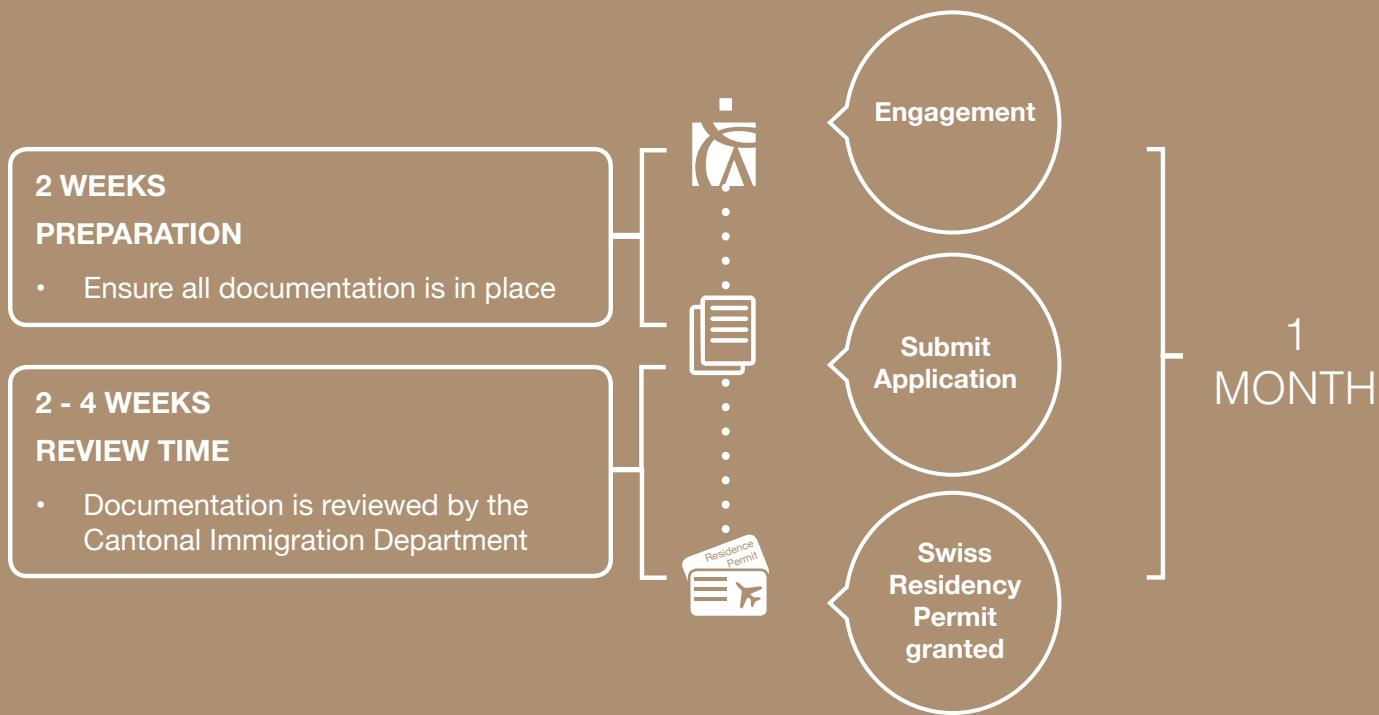 Engagement
2 WEEKS
PREPARATION
• Ensure all documentation is in place
Submit
Application
1
MONTH
2 - 4 WEEKS
REVIEW TIME
• Documentation is reviewed by the
Cantonal Immigration Department
Residence
Permit
Swiss
Residency
Permit
granted